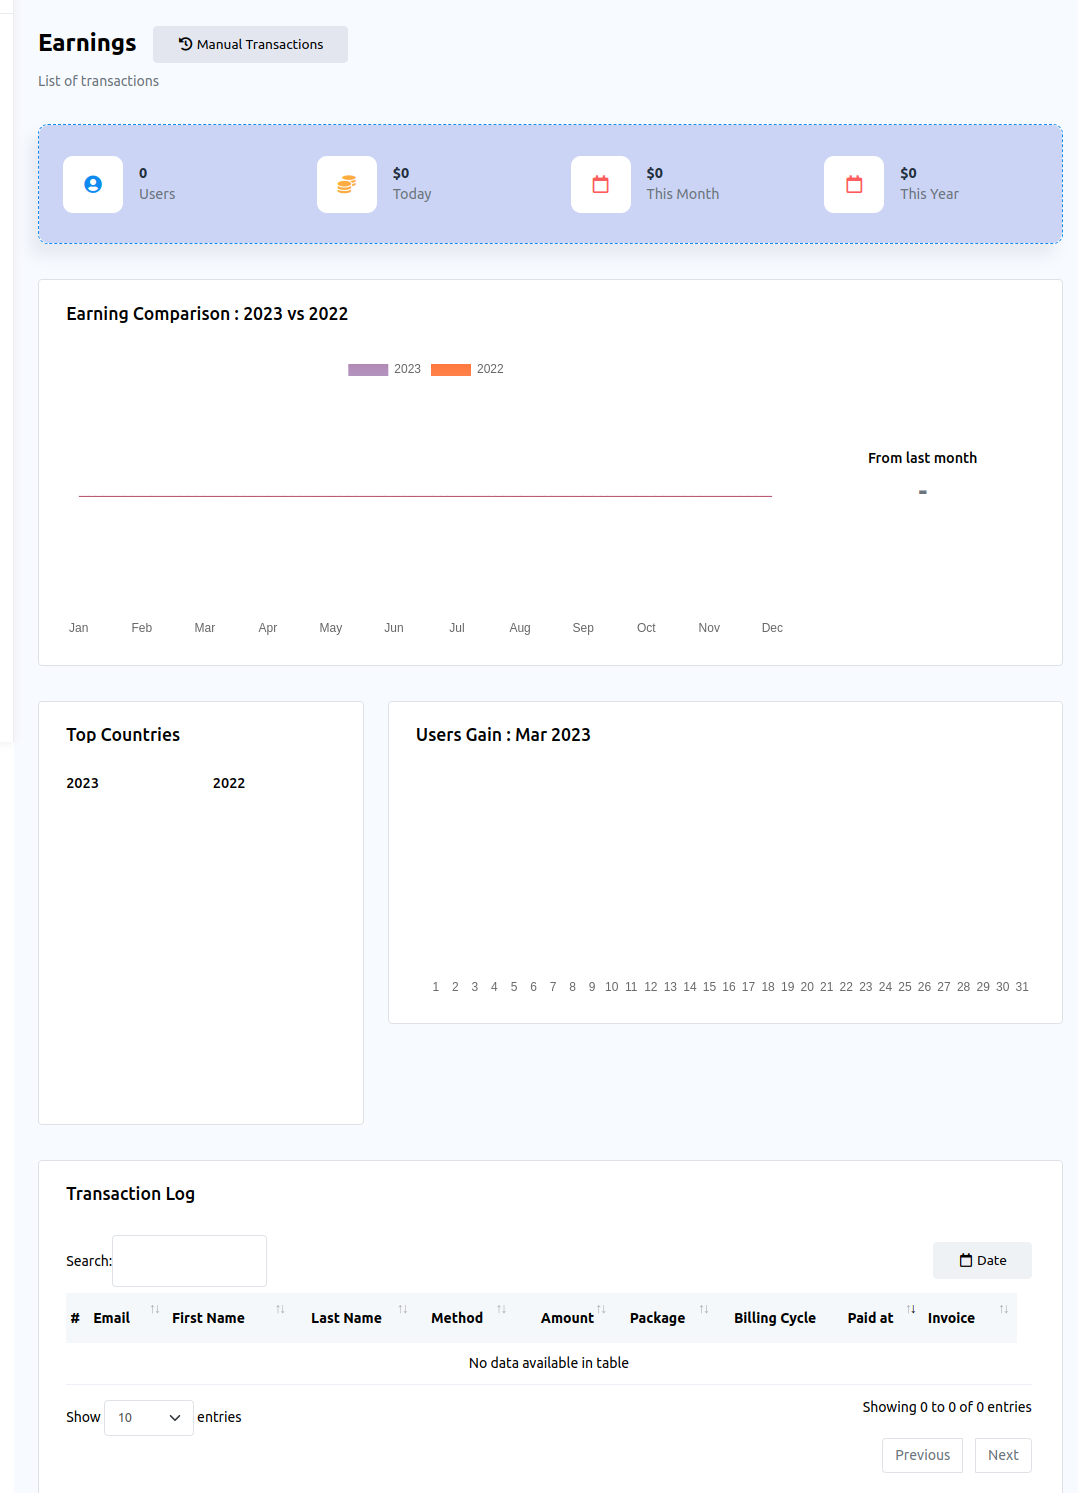 Earnings
Manual Transactions
List of transactions
0
Users
$0
Today
$0
This Month
$0
This Year
Earning Comparison : 2023 vs 2022
2023 2022
From last month
-
Jan Feb Mar Apr May Jun Jul Aug Sep Oct Nov Dec
Top Countries
2023 2022
Users Gain : Mar 2023
1 2 3 4 5 6 7 8 9 10 11 12 13 14 15 16 17 18 19 20 21 22 23 24 25 26 27 28 29 30 31
Transaction Log
Search:
Date
# Email First Name Last Name Method Amount Package Billing Cycle Paid at Invoice
No data available in table
Show 10 entries
Showing 0 to 0 of 0 entries
Previous Next